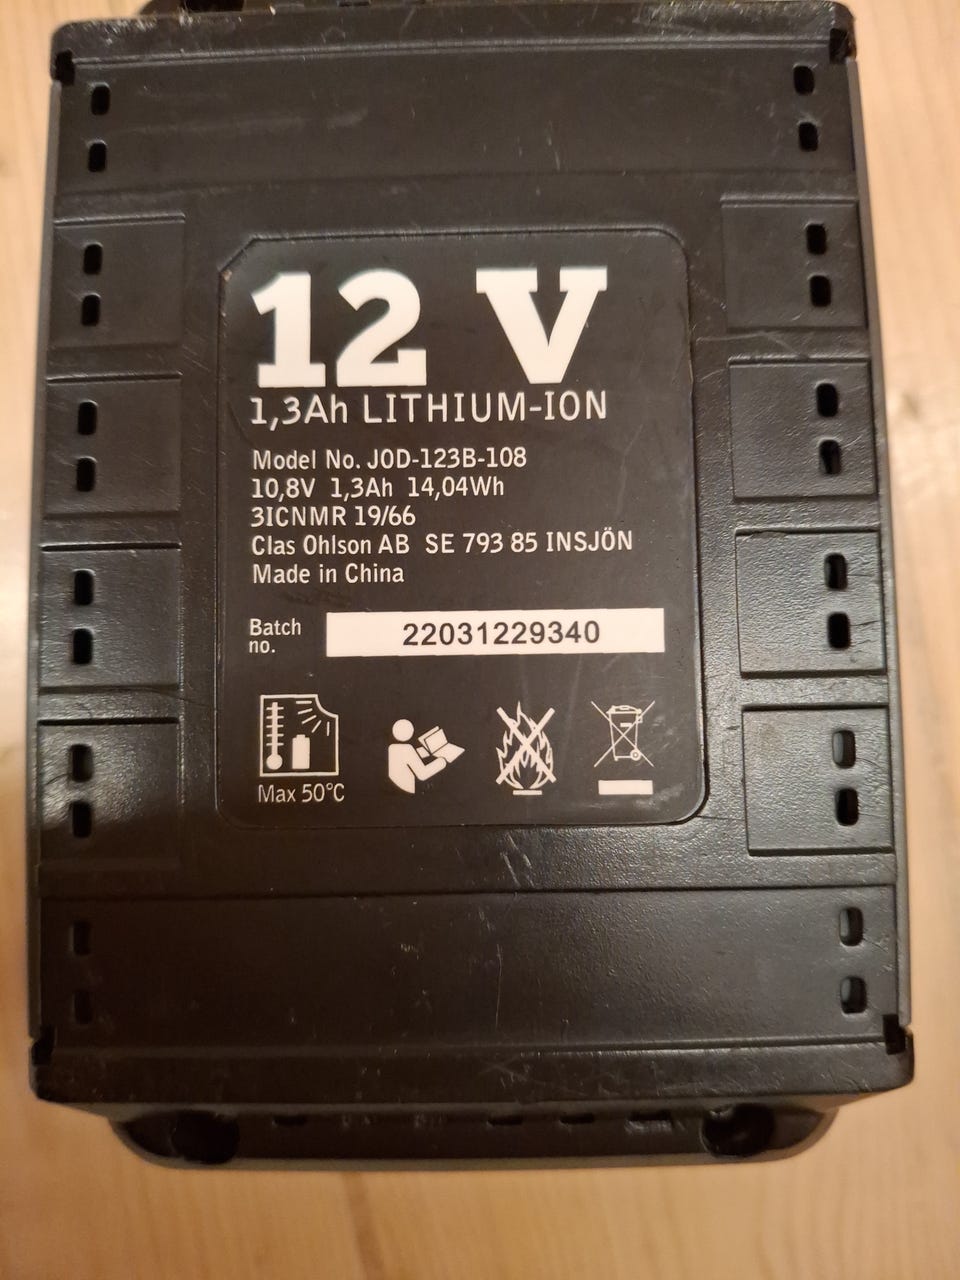 12 V
1,3Ah LITHIUM-ION
Model No. JOD-123B-108
10,8V 1,3Ah 14,04Wh
3ICNMR 19/66
Clas Ohlson AB SE 793 85 INSJÖN
Made in China
Batch no. 22031229340
Max 50°C